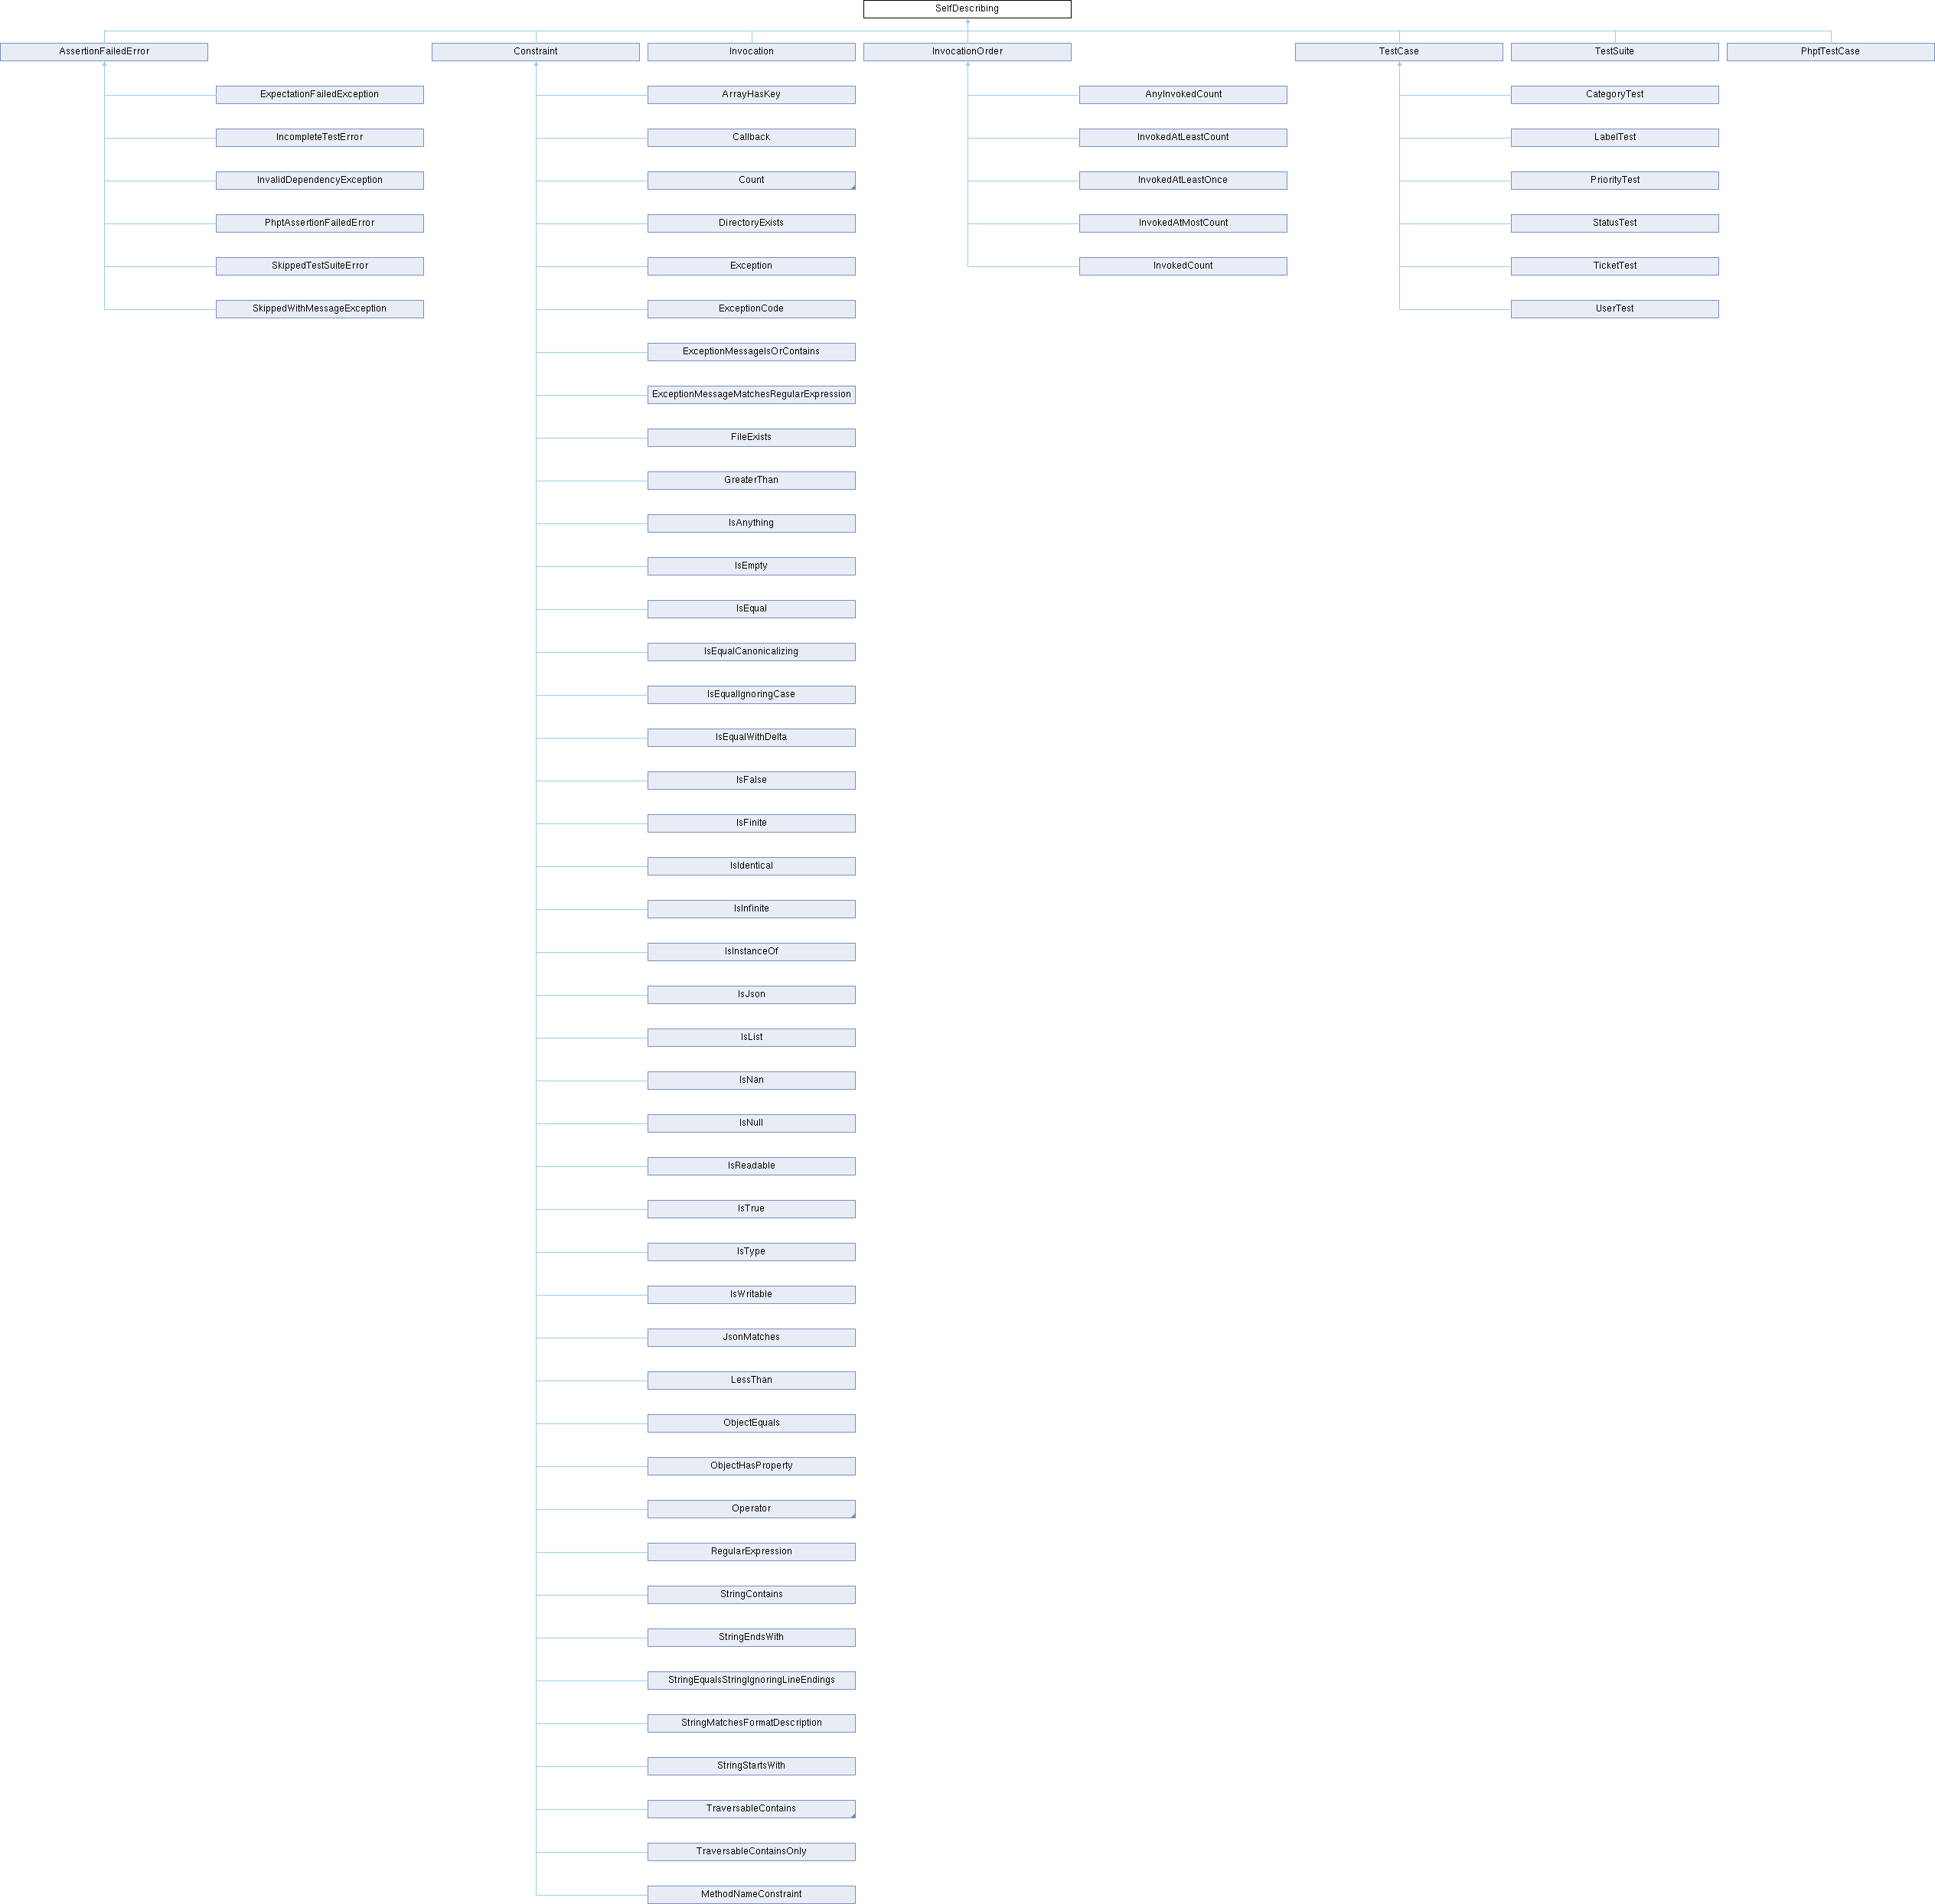 SelfDescribing
AssertionFailedError
Constraint
Invocation
InvocationOrder
TestCase
TestSuite
PhptTestCase
ExpectationFailedException
ArrayHasKey
AnyInvokedCount
CategoryTest
IncompleteTestError
Callback
InvokedAtLeastCount
LabelTest
InvalidDependencyException
Count
InvokedAtLeastOnce
PriorityTest
PhptAssertionFailedError
DirectoryExists
InvokedAtMostCount
StatusTest
SkippedTestSuiteError
Exception
InvokedCount
TicketTest
SkippedWithMessageException
ExceptionCode
UserTest
ExceptionMessageIsOrContains
ExceptionMessageMatchesRegularExpression
FileExists
GreaterThan
IsAnything
IsEmpty
IsEqual
IsEqualCanonicalizing
IsEqualIgnoringCase
IsEqualWithDelta
IsFalse
IsFinite
IsIdentical
IsInfinite
IsInstanceOf
IsJson
IsList
IsNan
IsNull
IsReadable
IsTrue
IsType
IsWritable
JsonMatches
LessThan
ObjectEquals
ObjectHasProperty
Operator
RegularExpression
StringContains
StringEndsWith
StringEqualsStringIgnoringLineEndings
StringMatchesFormatDescription
StringStartsWith
TraversableContains
TraversableContainsOnly
MethodNameConstraint